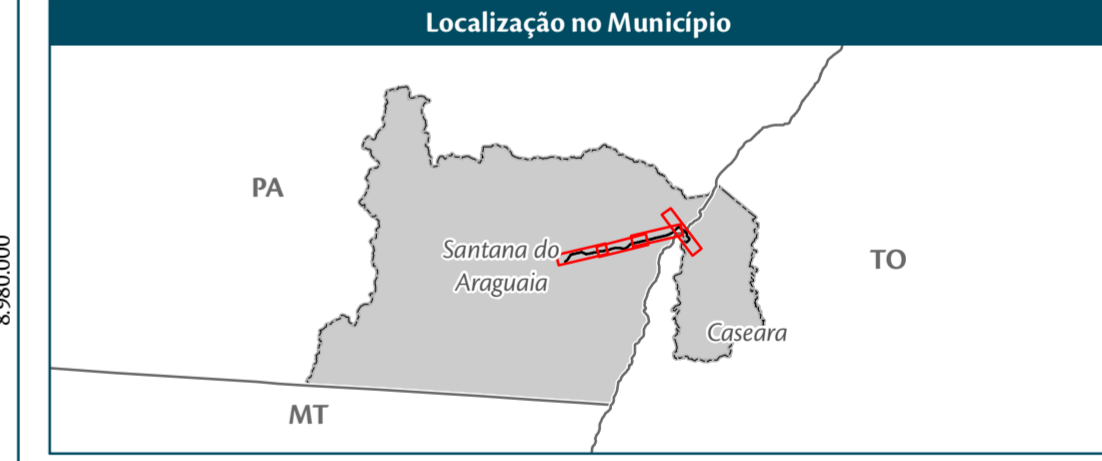 Localização no Município
PA
Santana do
Araguaia
TO
Caseara
MT
8.980.000